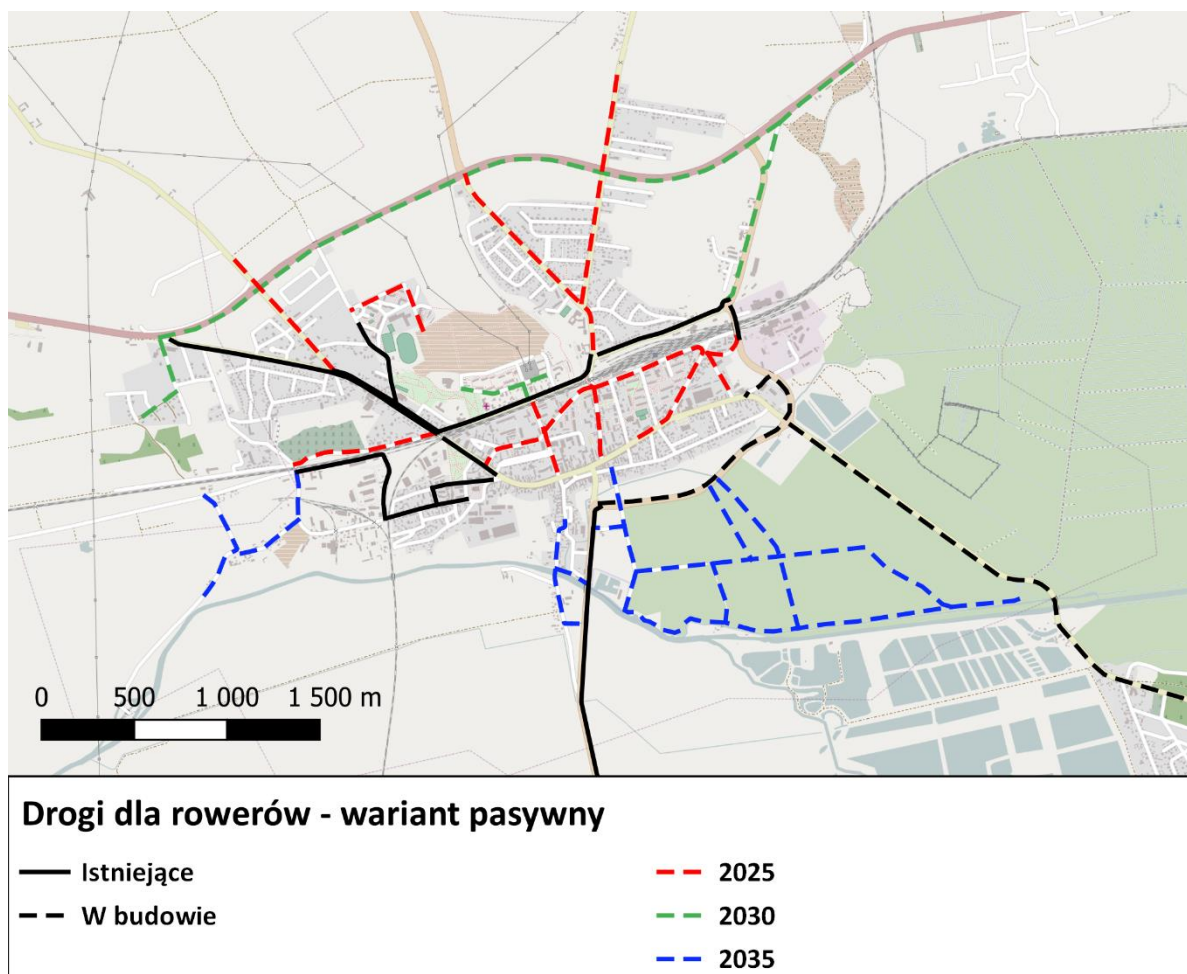 0 500 1 000 1 500 m
Drogi dla rowerów - wariant pasywny
Istniejące
W budowie
2025
2030
2035